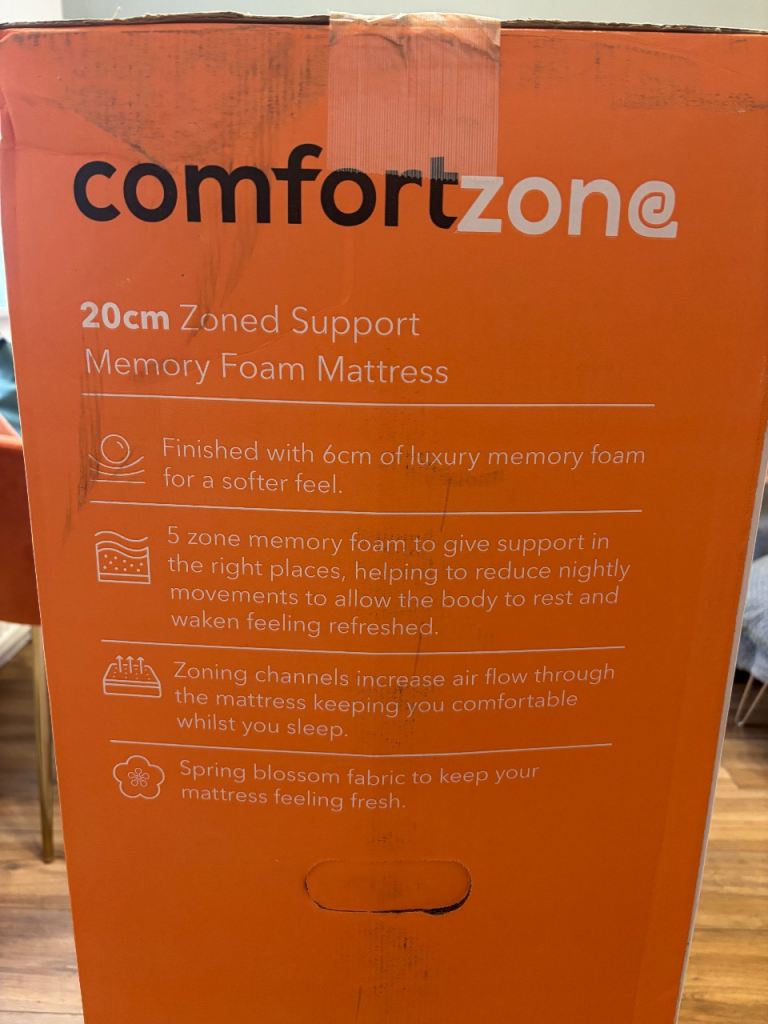 comfortzone
20cm Zoned Support
Memory Foam Mattress
Finished with 6cm of luxury memory foam
for a softer feel.
5 zone memory foam to give support in
the right places, helping to reduce nightly
movements to allow the body to rest and
waken feeling refreshed.
Zoning channels increase air flow through
the mattress keeping you comfortable
whilst you sleep.
Spring blossom fabric to keep your
mattress feeling fresh.